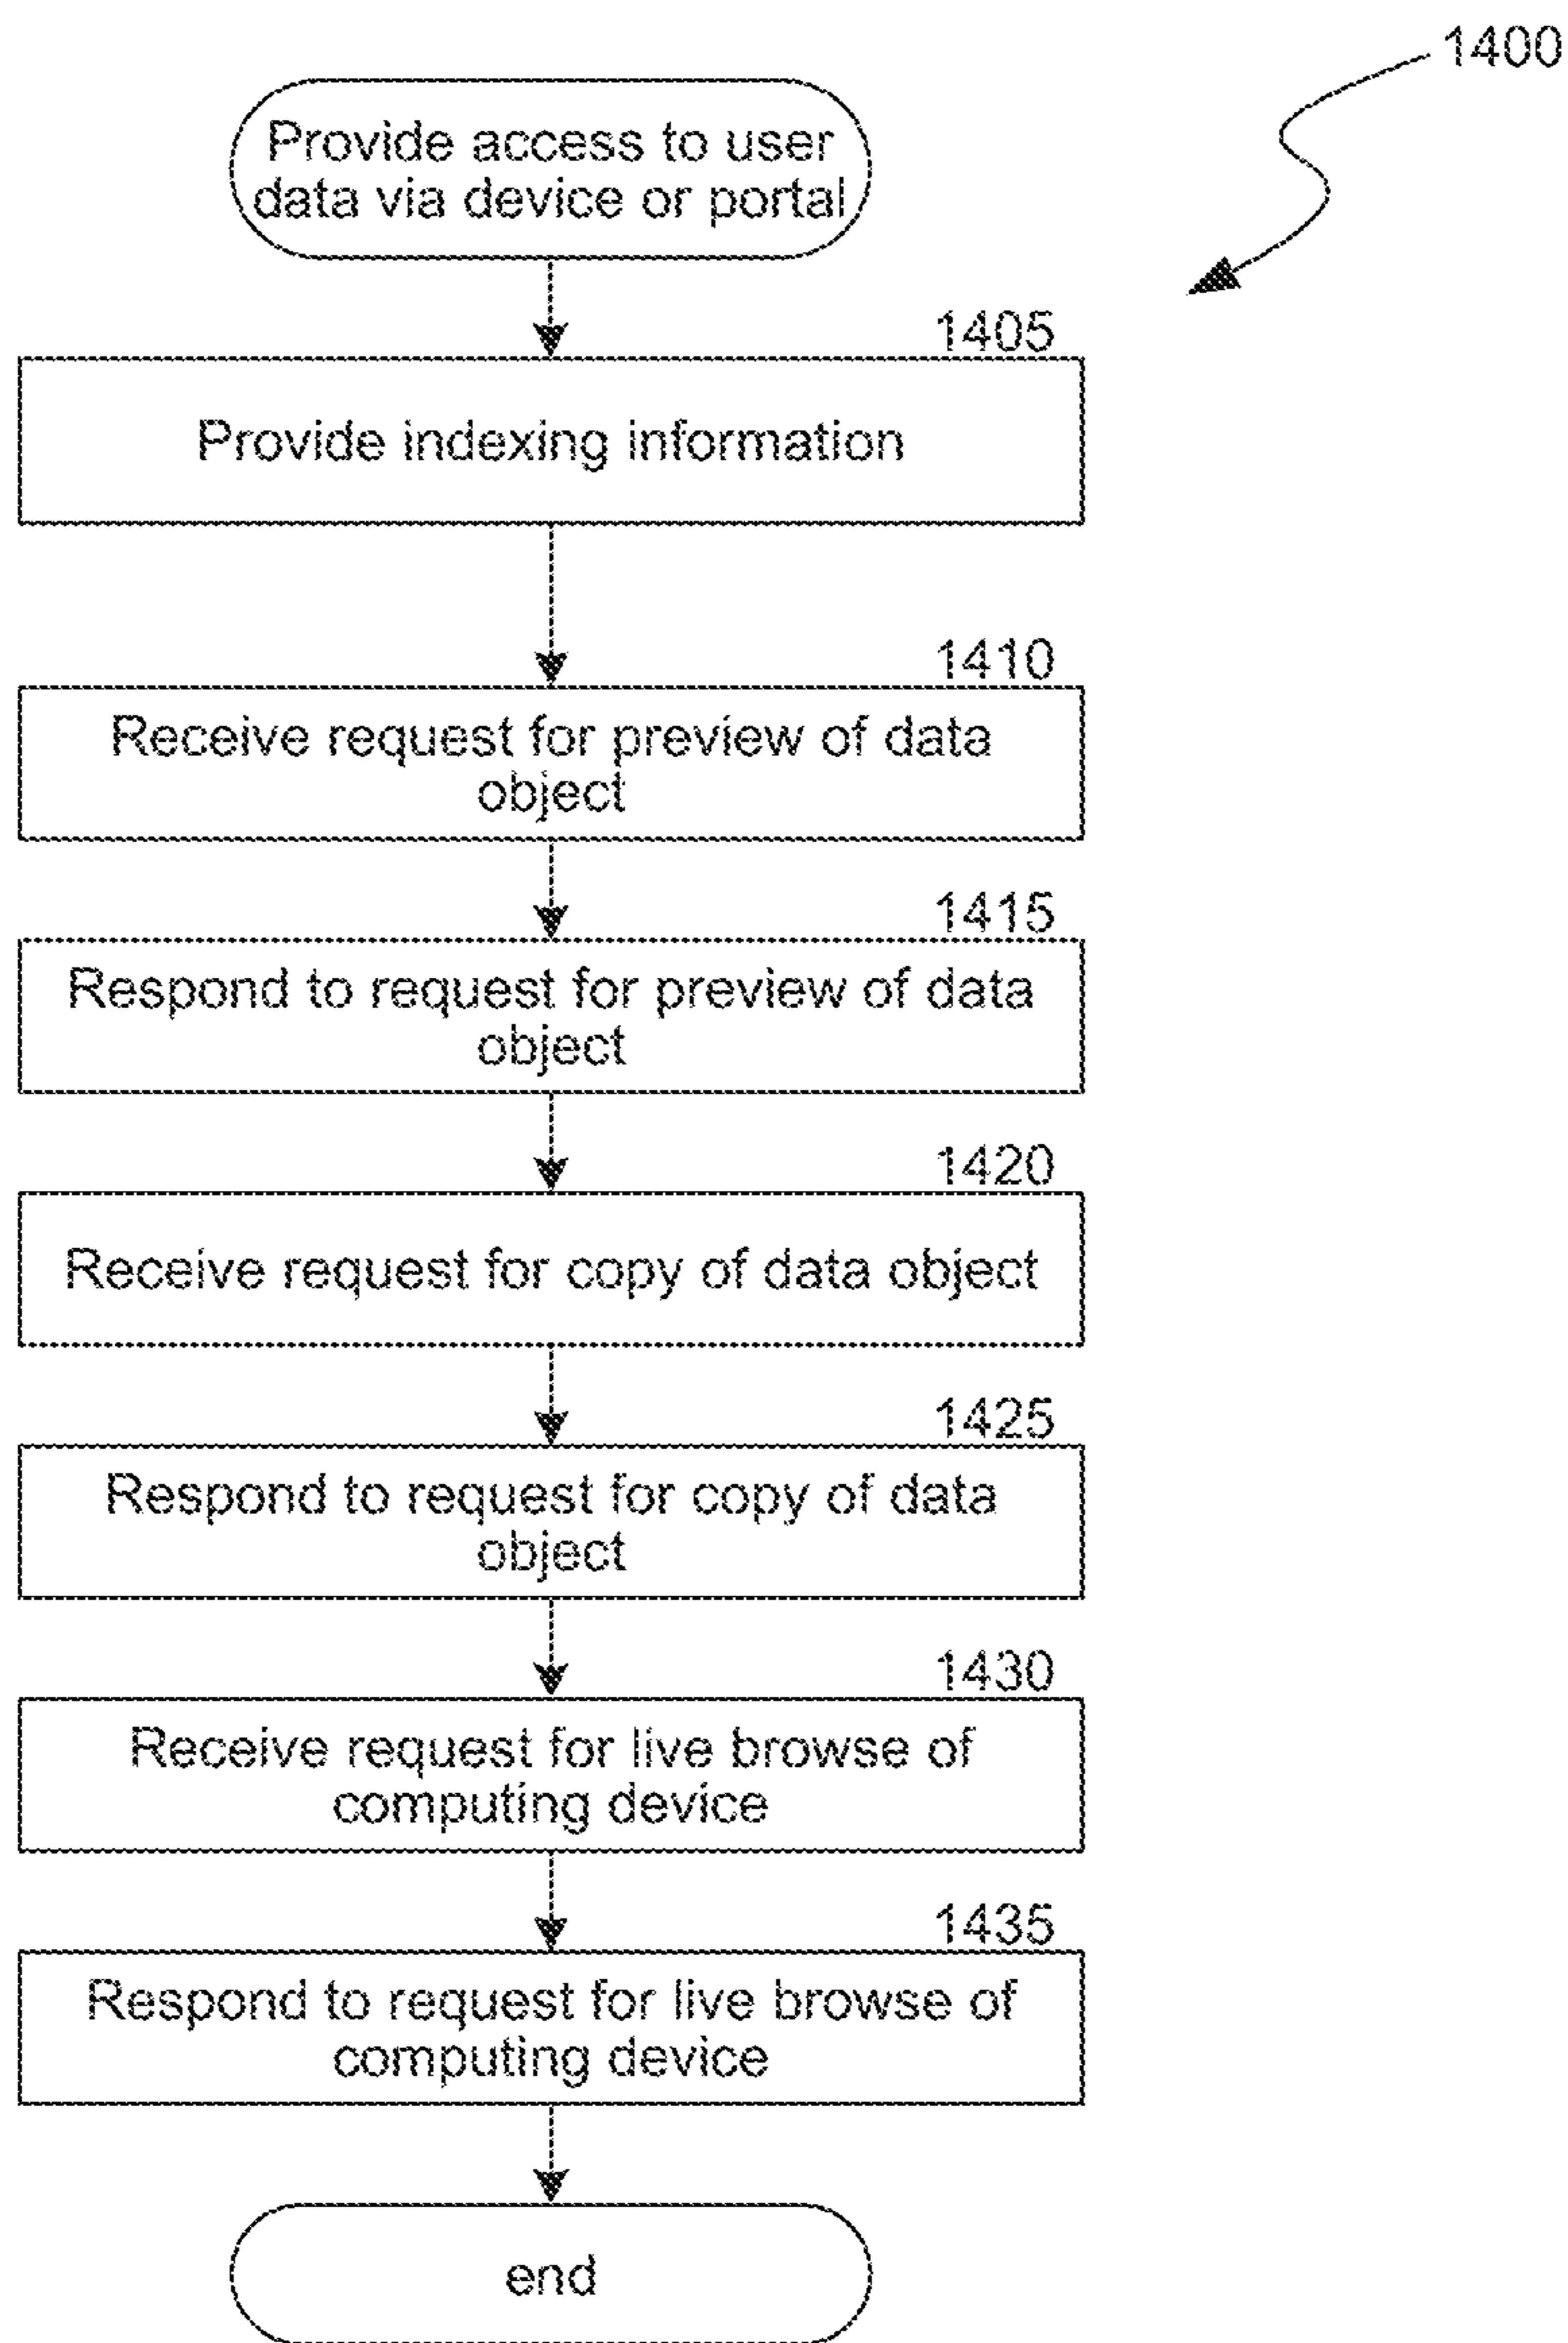 1400
Provide access to user
data via device or portal
1405
Provide indexing information
1410
Receive request for preview of data
object
1415
Respond to request for preview of data
object
1420
Receive request for copy of data object
1425
Respond to request for copy of data
object
1430
Receive request for live browse of
computing device
1435
Respond to request for live browse of
computing device
end